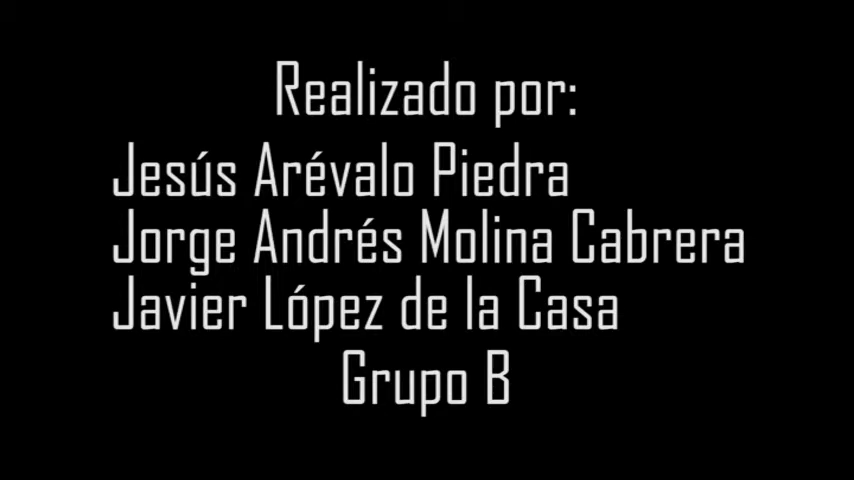 Realizado por:
Jesús Arévalo Piedra
Jorge Andrés Molina Cabrera
Javier López de la Casa
Grupo B